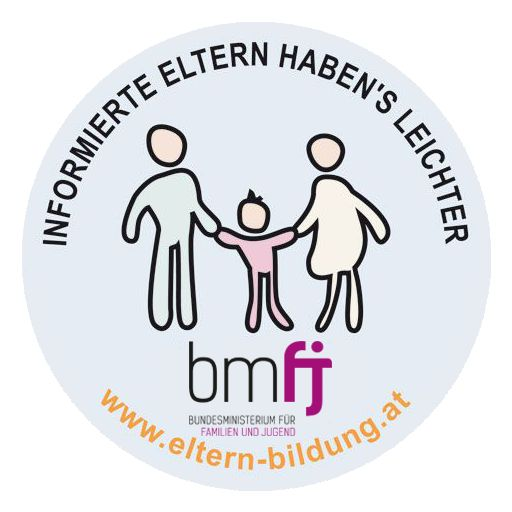 INFORMIERTE ELTERN HABEN'S LEICHTER
bmfj
BUNDESMINISTERIUM FÜR
FAMILIEN UND JUGEND
www.eltern-bildung.at